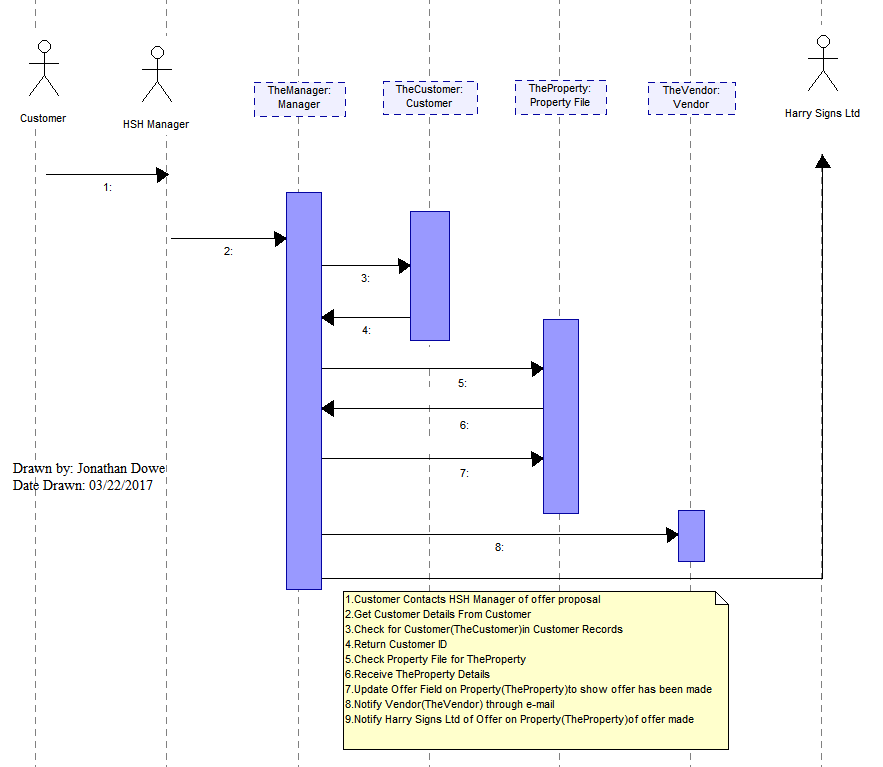 Customer
HSH Manager
TheManager:
Manager
TheCustomer:
Customer
TheProperty:
Property File
TheVendor:
Vendor
Harry Signs Ltd
1:
2:
3:
4:
5:
6:
7:
8:
Drawn by: Jonathan Dowe
Date Drawn: 03/22/2017
1.Customer Contacts HSH Manager of offer proposal
2.Get Customer Details From Customer
3.Check for Customer(TheCustomer)in Customer Records
4.Return Customer ID
5.Check Property File for TheProperty
6.Receive TheProperty Details
7.Update Offer Field on Property(TheProperty)to show offer has been made
8.Notify Vendor(TheVendor) through e-mail
9.Notify Harry Signs Ltd of Offer on Property(TheProperty)of offer made